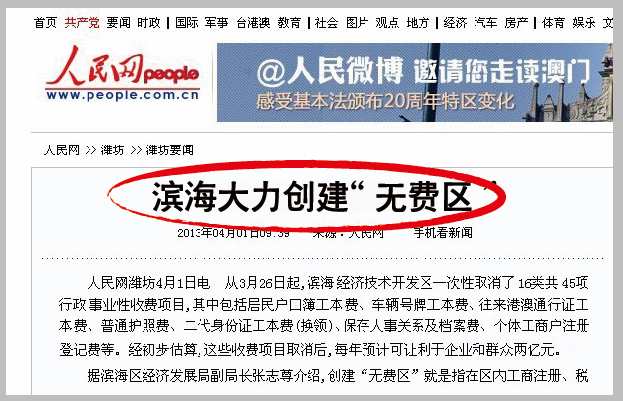 首页 共产党 要闻 时政 | 国际 军事 台港澳 教育 | 社会 图片 观点 地方 | 经济 汽车 房产 | 体育 娱乐 文
人民网 people
www.people.com.cn
@人民微博 邀请您走读澳门
感受基本法颁布20周年特区变化
人民网 >> 潍坊 >> 潍坊要闻
滨海大力创建“无费区”
2013年04月01日09:39 来源:人民网 手机看新闻
人民网潍坊4月1日电 从3月26日起,滨海经济技术开发区一次性取消了16类共45项
行政事业性收费项目,其中包括居民户口簿工本费、车辆号牌工本费、往来港澳通行证工
本费、普通护照费、二代身份证工本费(换领)、保存人事关系及档案费、个体工商户注册
登记费等。经初步估算,这些收费项目取消后,每年预计可让利于企业和群众两亿元。
据滨海区经济发展局副局长张志尊介绍,创建“无费区”就是指在区内工商注册、税